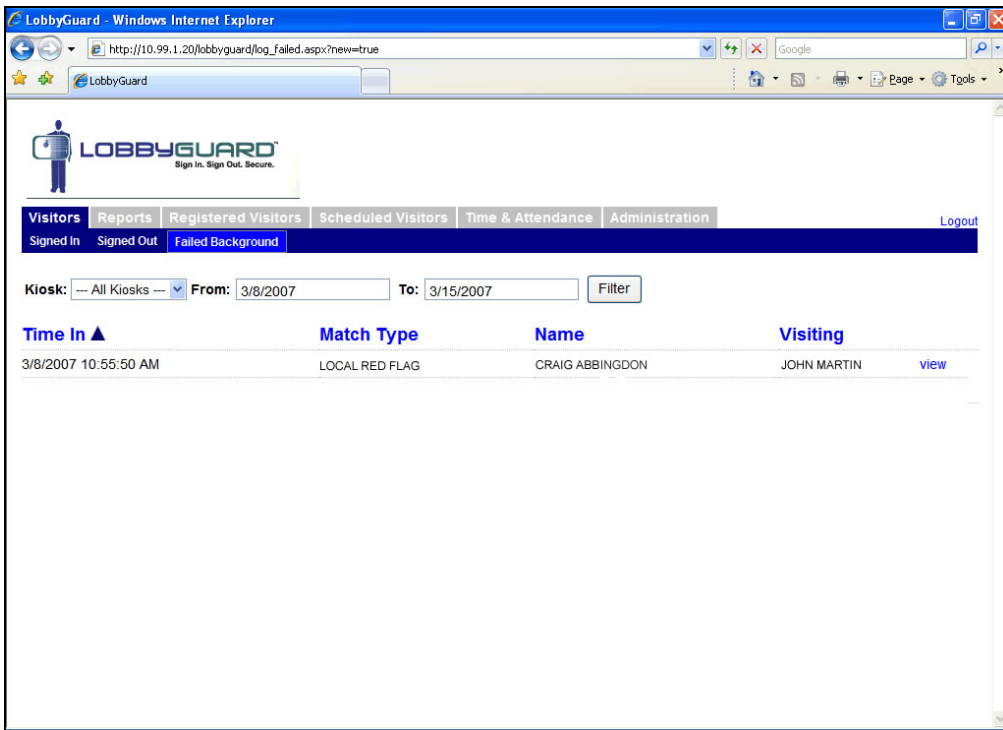 LobbyGuard - Windows Internet Explorer
http://10.99.1.20/lobbyguard/log_failed.aspx?new=true
Google
LobbyGuard
Page
Tools
LOBBYGUARD™
Sign In. Sign Out. Secure.
Visitors Reports Registered Visitors Scheduled Visitors Time & Attendance Administration
Logout
Signed In Signed Out Failed Background
Kiosk: --- All Kiosks --- From: 3/8/2007 To: 3/15/2007 Filter
Time In ▲ Match Type Name Visiting
3/8/2007 10:55:50 AM LOCAL RED FLAG CRAIG ABBINGDON JOHN MARTIN view